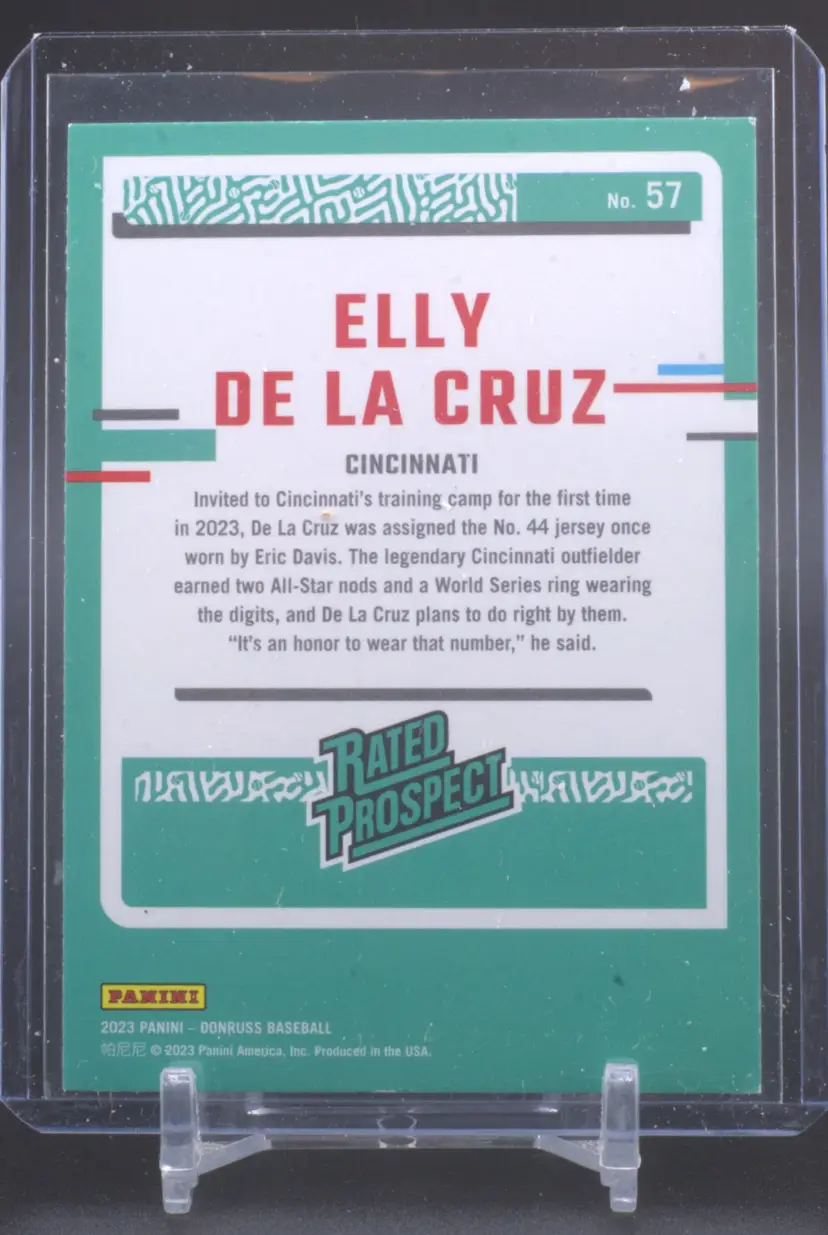 No. 57
ELLY
DE LA CRUZ
CINCINNATI
Invited to Cincinnati's training camp for the first time
in 2023, De La Cruz was assigned the No. 44 jersey once
worn by Eric Davis. The legendary Cincinnati outfielder
earned two All-Star nods and a World Series ring wearing
the digits, and De La Cruz plans to do right by them.
“It's an honor to wear that number,” he said.
RATED
PROSPECT
PANINI
2023 PANINI – DONRUSS BASEBALL
帕尼尼 © 2023 Panini America, Inc. Produced in the USA.